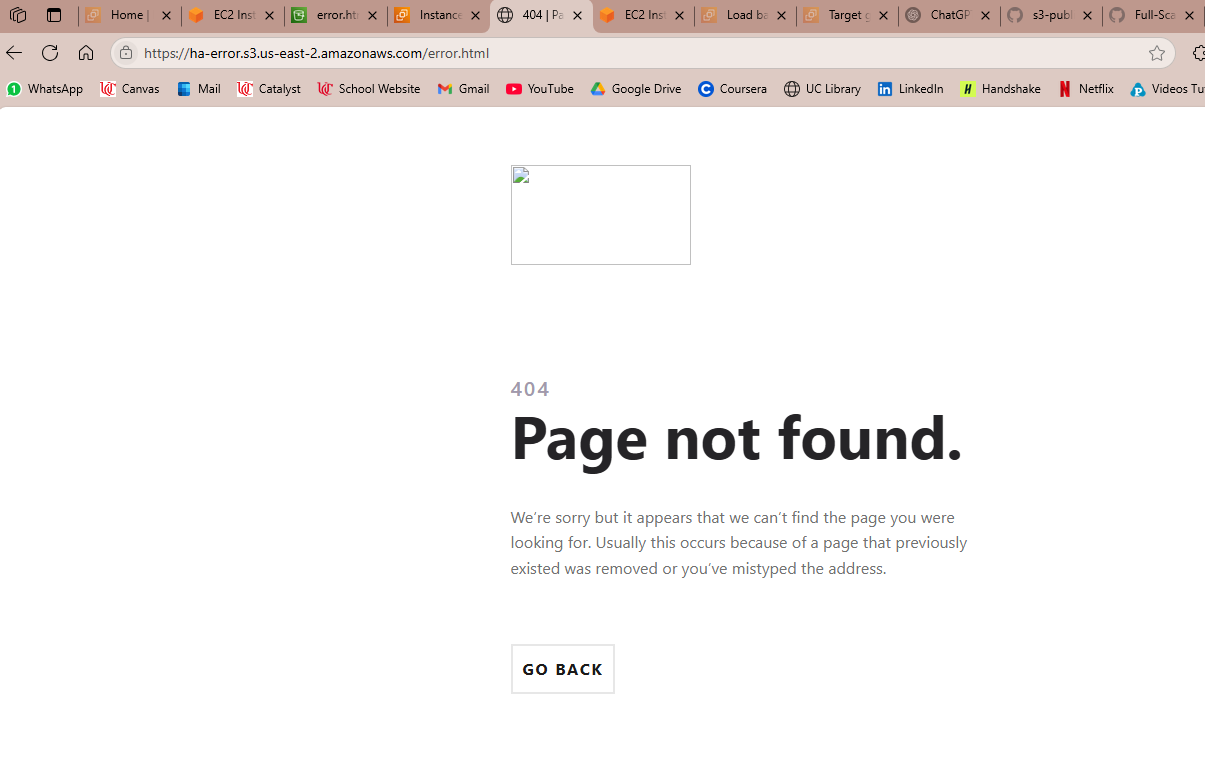 Home |
EC2 Inst
error.htm
Instance
404 | Pa
EC2 Inst
Load ba
Target g
ChatGP
s3-publ
Full-Sca
https://ha-error.s3.us-east-2.amazonaws.com/error.html
WhatsApp
Canvas
Mail
Catalyst
School Website
Gmail
YouTube
Google Drive
Coursera
UC Library
LinkedIn
Handshake
Netflix
Videos Tu
404
Page not found.
We’re sorry but it appears that we can’t find the page you were
looking for. Usually this occurs because of a page that previously
existed was removed or you’ve mistyped the address.
GO BACK